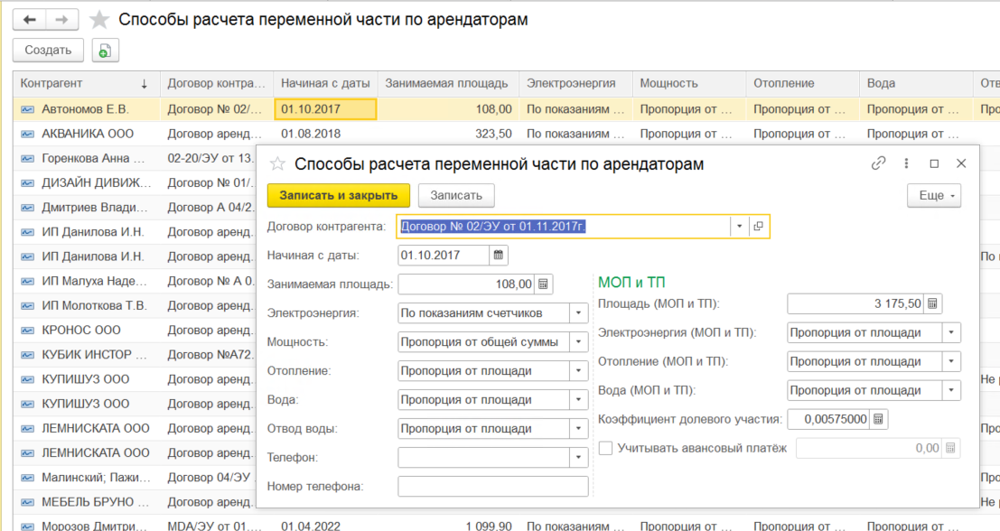 Способы расчета переменной части по арендаторам
Создать
Контрагент ↓ Договор контра... Начиная с даты Занимаемая площадь Электроэнергия Мощность Отопление Вода Отв
Автономов Е.В. Договор № 02/... 01.10.2017 108,00 По показаниям ... Пропорция от ... Пропорция от ... Пропорция от ... Про
АКВАНИКА ООО Договор аренд... 01.08.2018 323,50 По показаниям ... Пропорция от ... Пропорция от ... Пропорция от ...
Горенкова Анна ... 02-20/ЭУ от 13.
ДИЗАЙН ДИВИЖ... Договор № 01/.
Дмитриев Влади... Договор А 04/2.
ИП Данилова И.Н. Договор аренд.
ИП Данилова И.Н. Договор аренд. По п
ИП Малуха Наде... Договор № А 0.
ИП Молоткова Т.В. Договор аренд.
КРОНОС ООО Договор аренд.
КУБИК ИНСТОР ... Договор №А72.
КУПИШУЗ ООО Договор аренд. Не р
КУПИШУЗ ООО Договор аренд.
ЛЕМНИСКАТА ООО Договор аренд. Про
ЛЕМНИСКАТА ООО Договор аренд.
Малинский; Пажи... Договор 04/ЭУ Про
МЕБЕЛЬ БРУНО ... Договор аренд. Не р
Морозов Дмитри... MDA/ЭУ от 01.... 01.04.2022 1 099,90 По показаниям ... Пропорция от ... Пропорция от ... Пропорция от ... Про
Способы расчета переменной части по арендаторам
Записать и закрыть Записать Еще
Договор контрагента: Договор № 02/ЭУ от 01.11.2017г.
Начиная с даты: 01.10.2017
Занимаемая площадь: 108,00
Электроэнергия: По показаниям счетчиков
Мощность: Пропорция от общей суммы
Отопление: Пропорция от площади
Вода: Пропорция от площади
Отвод воды: Пропорция от площади
Телефон:
Номер телефона:
МОП и ТП
Площадь (МОП и ТП): 3 175,50
Электроэнергия (МОП и ТП): Пропорция от площади
Отопление (МОП и ТП): Пропорция от площади
Вода (МОП и ТП): Пропорция от площади
Коэффициент долевого участия: 0,00575000
Учитывать авансовый платёж 0,00